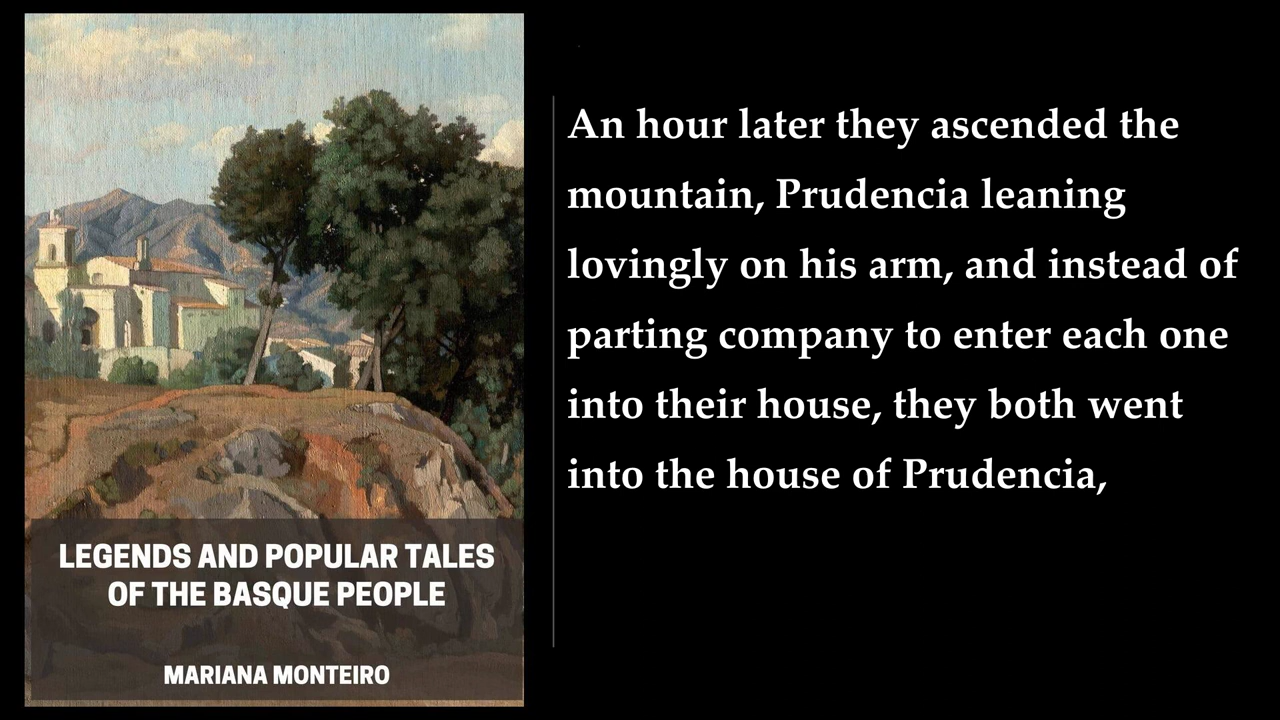 LEGENDS AND POPULAR TALES
OF THE BASQUE PEOPLE
MARIANA MONTEIRO
An hour later they ascended the
mountain, Prudencia leaning
lovingly on his arm, and instead of
parting company to enter each one
into their house, they both went
into the house of Prudencia,